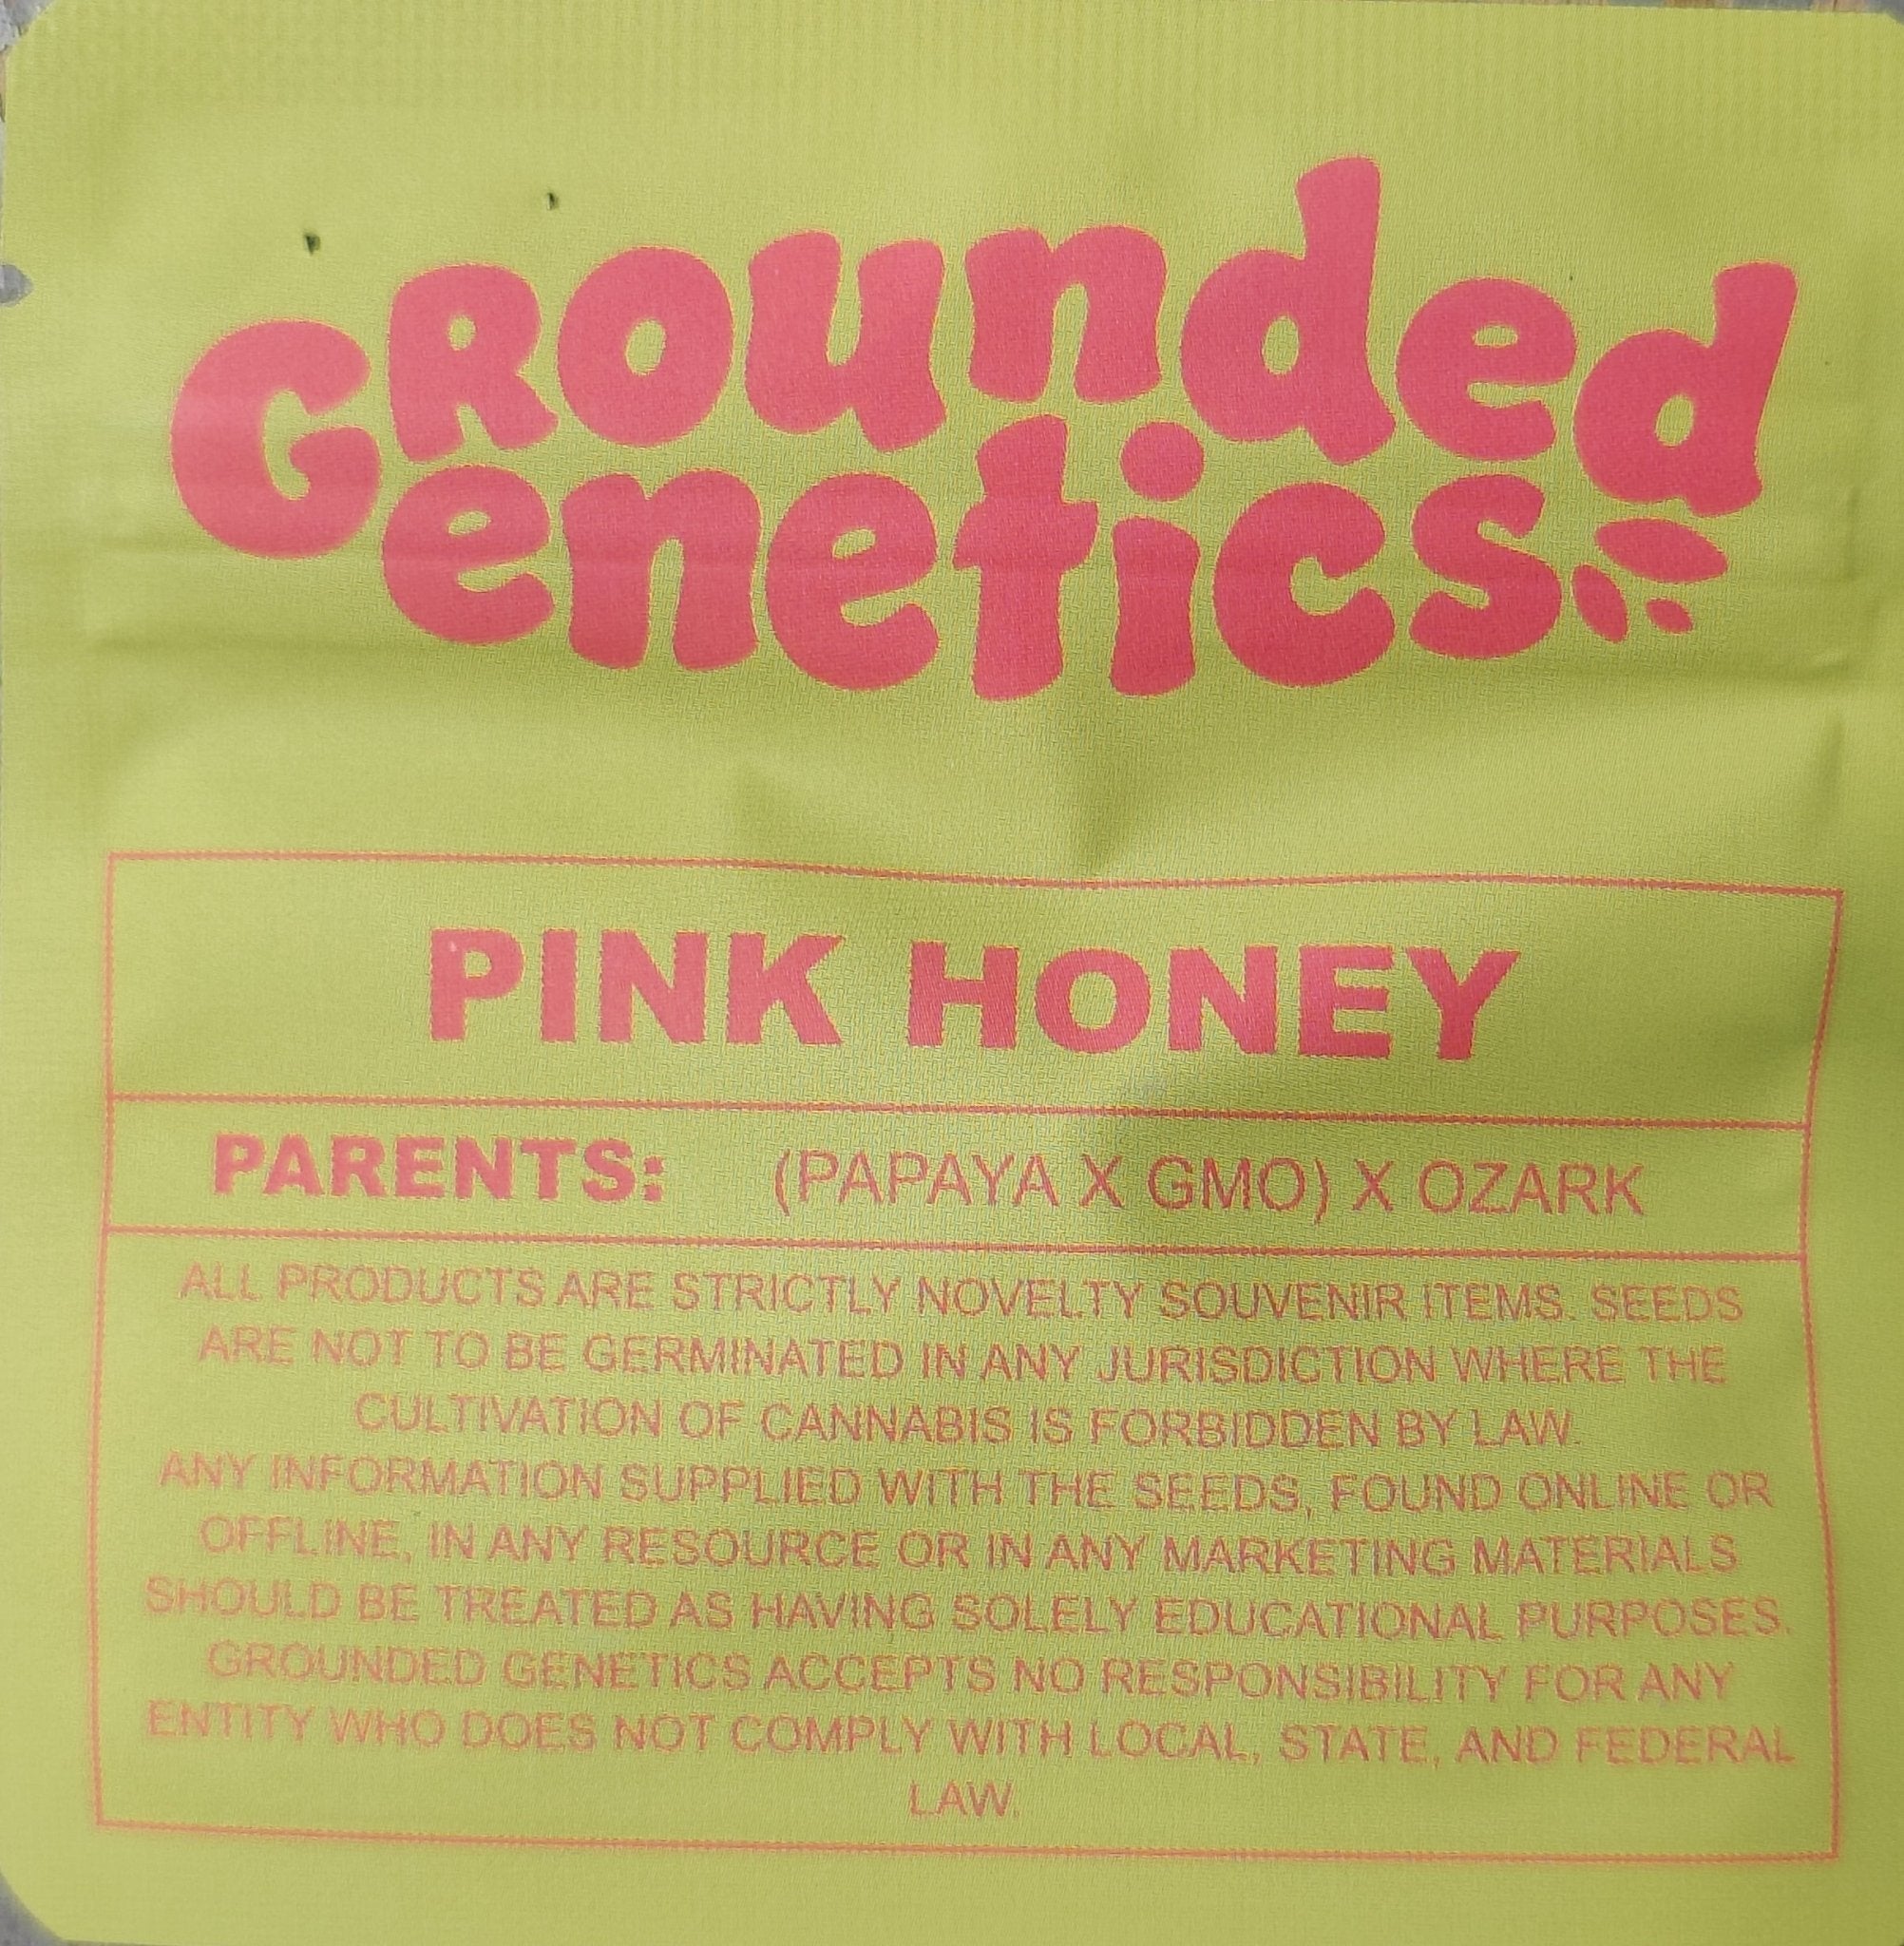 Grounded
Genetics
PINK HONEY
PARENTS: (PAPAYA X GMO) X OZARK
ALL PRODUCTS ARE STRICTLY NOVELTY SOUVENIR ITEMS. SEEDS
ARE NOT TO BE GERMINATED IN ANY JURISDICTION WHERE THE
CULTIVATION OF CANNABIS IS FORBIDDEN BY LAW.
ANY INFORMATION SUPPLIED WITH THE SEEDS, FOUND ONLINE OR
OFFLINE, IN ANY RESOURCE OR IN ANY MARKETING MATERIALS
SHOULD BE TREATED AS HAVING SOLELY EDUCATIONAL PURPOSES.
GROUNDED GENETICS ACCEPTS NO RESPONSIBILITY FOR ANY
ENTITY WHO DOES NOT COMPLY WITH LOCAL, STATE, AND FEDERAL
LAW.